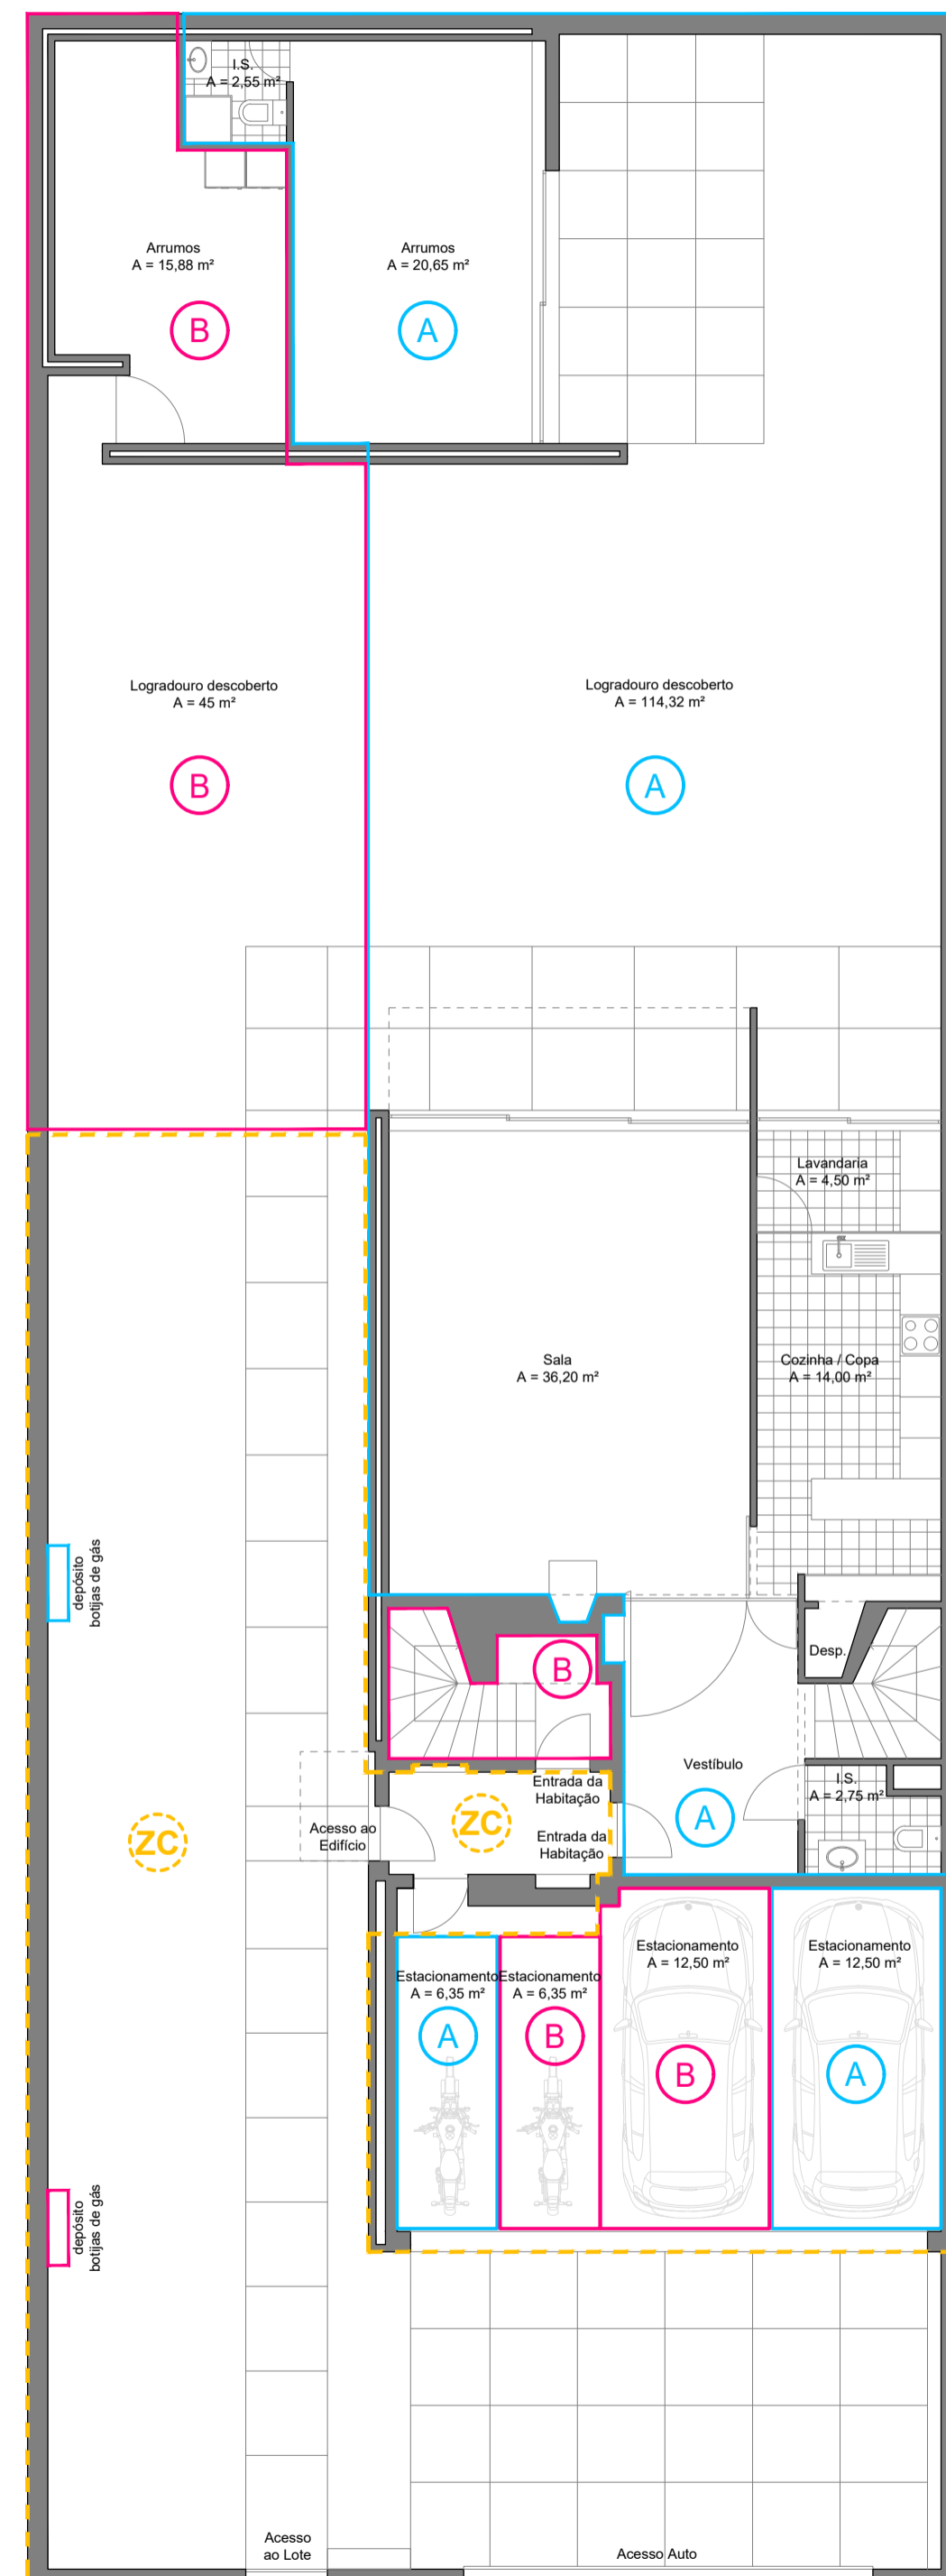 I.S.
A = 2,55 m²
Arrumos
A = 15,88 m²
B
Arrumos
A = 20,65 m²
A
Logradouro descoberto
A = 45 m²
B
Logradouro descoberto
A = 114,32 m²
A
Lavandaria
A = 4,50 m²
Sala
A = 36,20 m²
Cozinha / Copa
A = 14,00 m²
depósito
botijas de gás
B
Desp.
Vestíbulo
A
I.S.
A = 2,75 m²
Entrada da
Habitação
Entrada da
Habitação
ZC
Acesso ao
Edifício
ZC
Estacionamento
A = 6,35 m²
A
Estacionamento
A = 6,35 m²
B
Estacionamento
A = 12,50 m²
B
Estacionamento
A = 12,50 m²
A
depósito
botijas de gás
Acesso
ao Lote
Acesso Auto